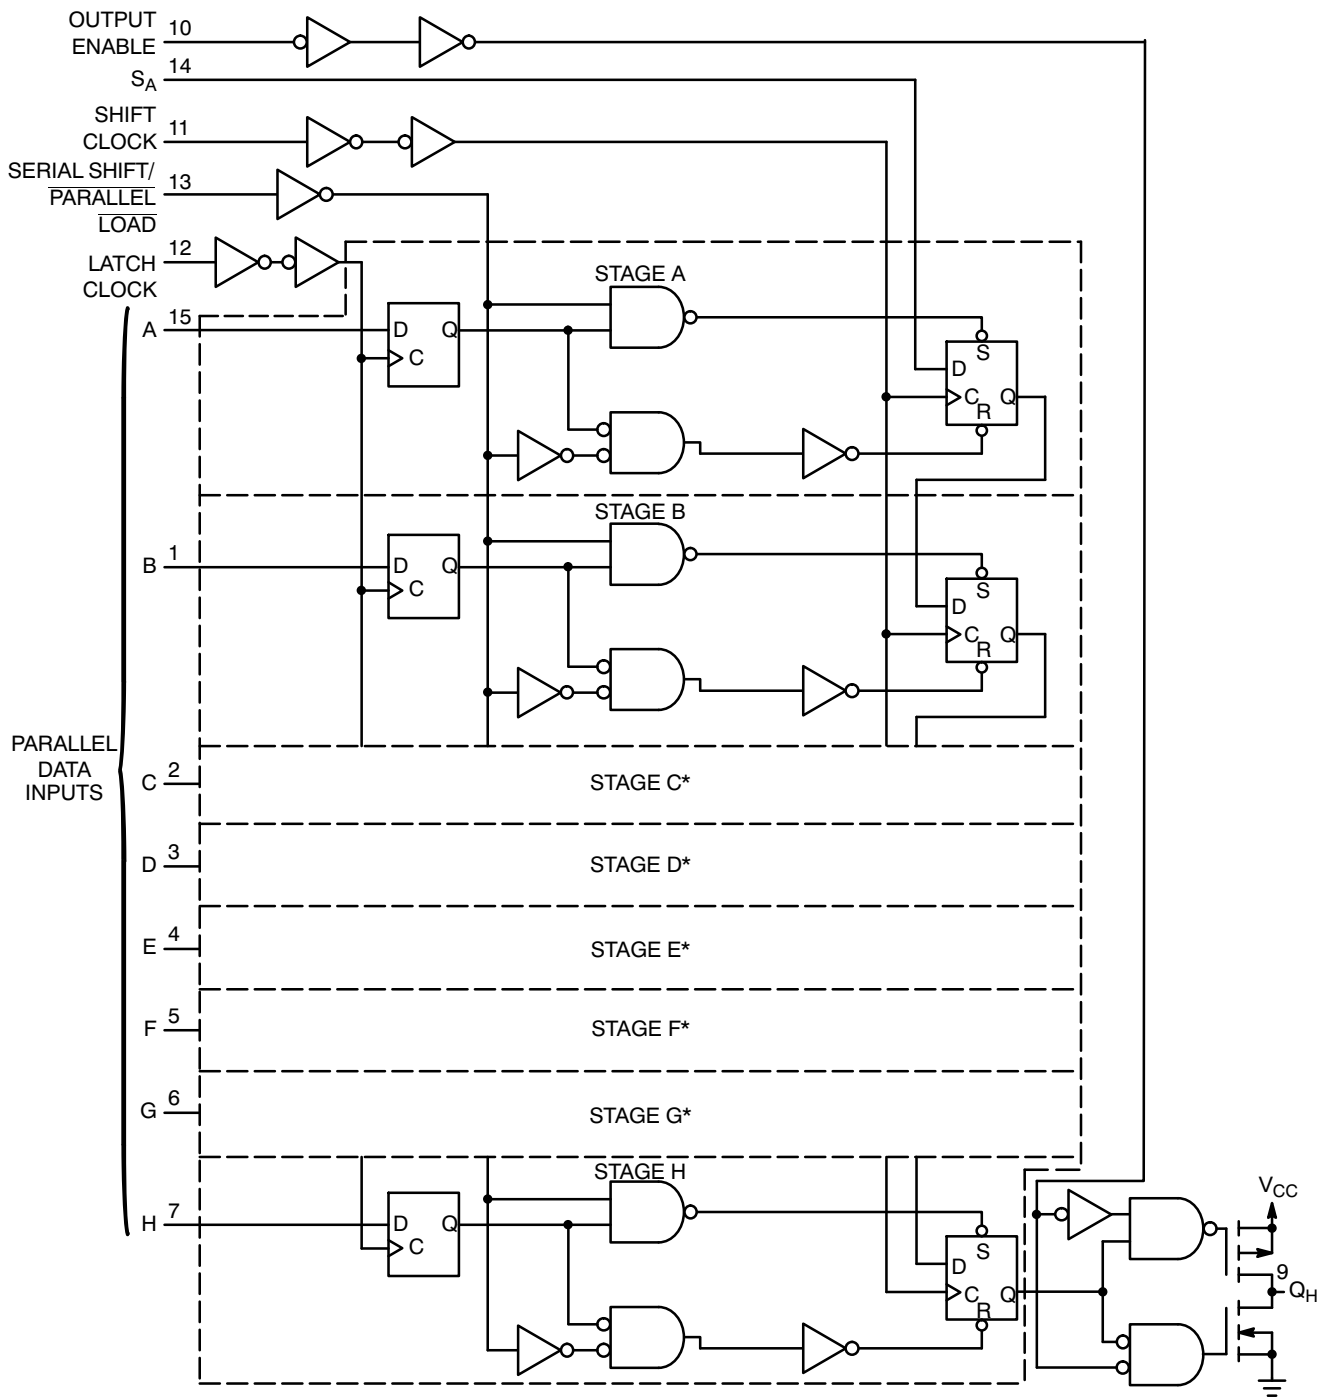 OUTPUT
ENABLE 10
SA 14
SHIFT
CLOCK 11
SERIAL SHIFT/
PARALLEL 13
LOAD
LATCH 12
CLOCK
STAGE A
A 15
D Q
C
S
D
C Q
R
STAGE B
B 1
D Q
C
S
D
C Q
R
PARALLEL
DATA
INPUTS
C 2
STAGE C*
D 3
STAGE D*
E 4
STAGE E*
F 5
STAGE F*
G 6
STAGE G*
STAGE H
H 7
D Q
C
S
D
C Q
R
VCC
9
QH